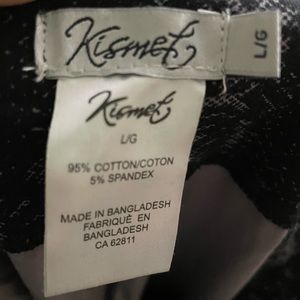 Kismet
L/G
Kismet
L/G
95% COTTON/COTON
5% SPANDEX
MADE IN BANGLADESH
FABRIQUÉ EN
BANGLADESH
CA 62811